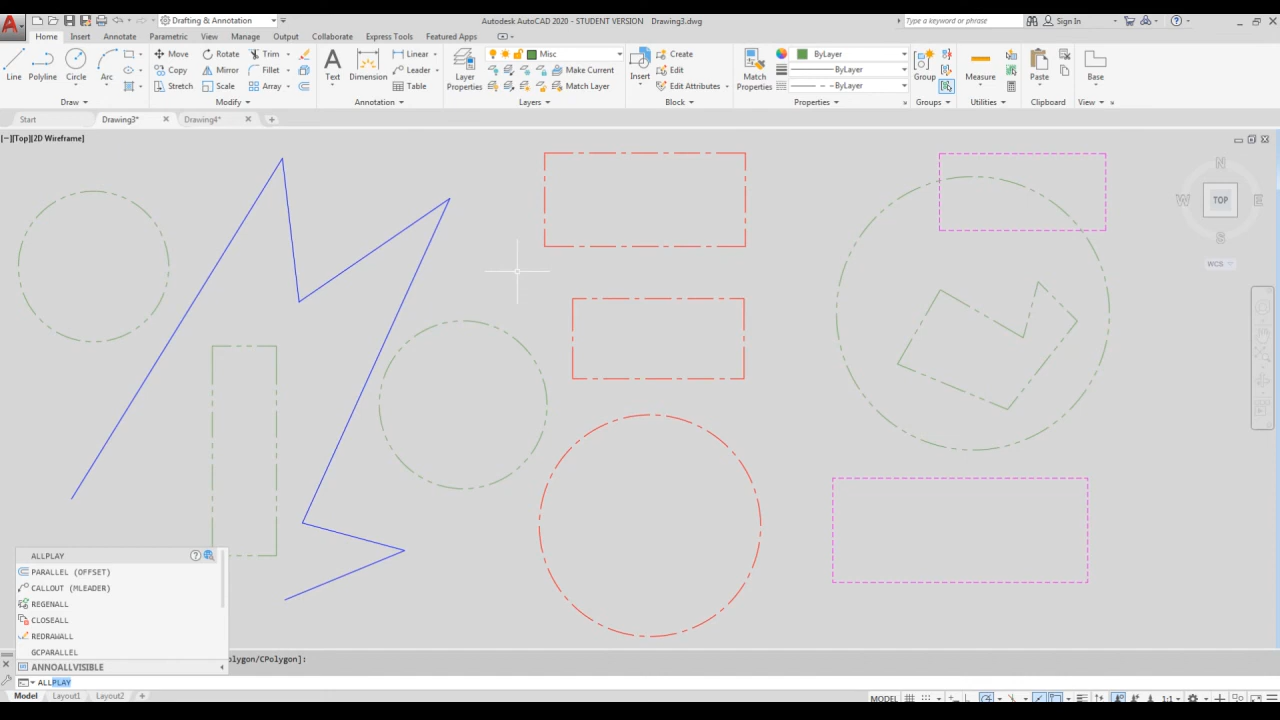 Drafting & Annotation
Autodesk AutoCAD 2020 - STUDENT VERSION Drawing3.dwg
Type a keyword or phrase
Sign In
Home Insert Annotate Parametric View Manage Output Collaborate Express Tools Featured Apps
Line Polyline Circle Arc
Move Rotate Trim
Copy Mirror Fillet
Stretch Scale Array
Text Dimension
Linear
Leader
Table
Layer Properties
Misc
Make Current
Match Layer
Insert
Create
Edit
Edit Attributes
Match Properties
ByLayer
ByLayer
ByLayer
Group Measure Paste Base
Draw Modify Annotation Layers Block Properties Groups Utilities Clipboard View
Start Drawing3* Drawing4*
[−][Top][2D Wireframe]
N
W TOP E
S
WCS
ALLPLAY
PARALLEL (OFFSET)
CALLOUT (MLEADER)
REGENALL
CLOSEALL
REDRAWALL
GCPARALLEL
ANNOALLVISIBLE
olygon/CPolygon]:
ALLPLAY
Model Layout1 Layout2
MODEL 1:1